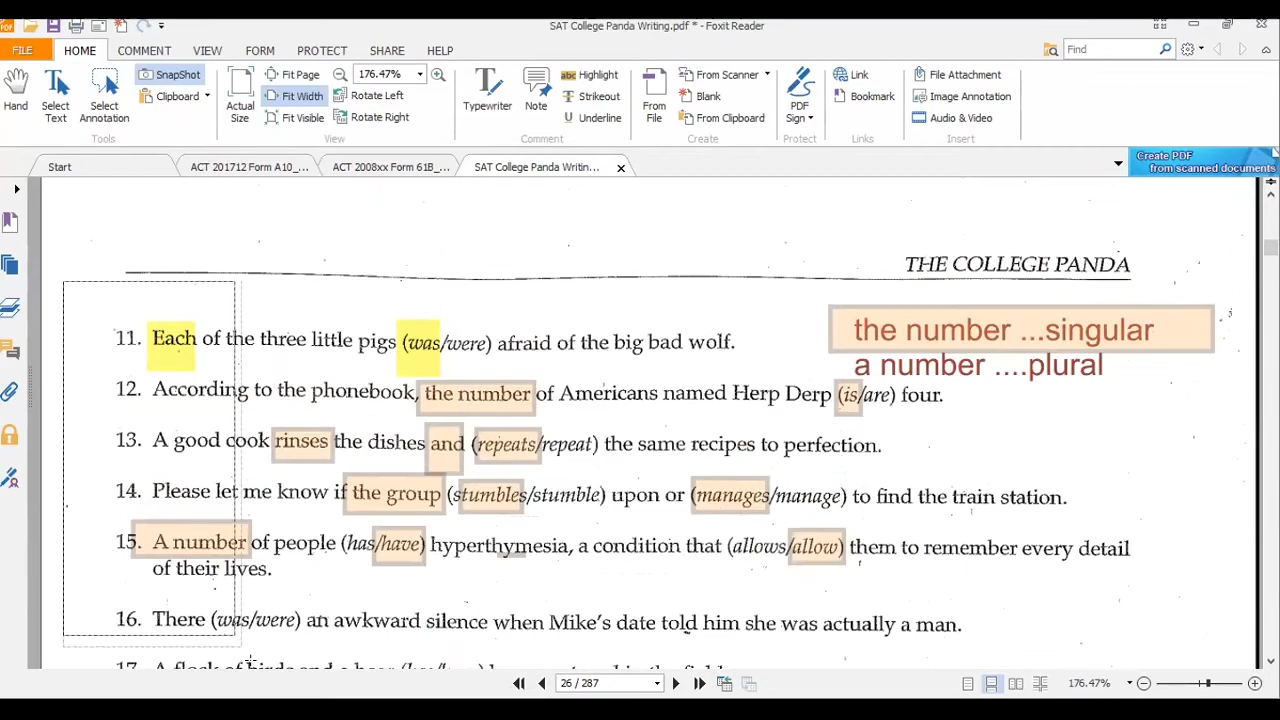 SAT College Panda Writing.pdf * - Foxit Reader
FILE HOME COMMENT VIEW FORM PROTECT SHARE HELP Find
Hand Select Text Select Annotation SnapShot Clipboard Actual Size Fit Page Fit Width Fit Visible 176.47% Rotate Left Rotate Right Typewriter Note Highlight Strikeout Underline From File From Scanner Blank From Clipboard PDF Sign Link Bookmark File Attachment Image Annotation Audio & Video
Tools View Comment Create Protect Links Insert
Start ACT 201712 Form A10_... ACT 2008xx Form 61B_... SAT College Panda Writin... Create PDF
from scanned documents
THE COLLEGE PANDA
the number ...singular
11. Each of the three little pigs (was/were) afraid of the big bad wolf.
a number ....plural
12. According to the phonebook, the number of Americans named Herp Derp (is/are) four.
13. A good cook rinses the dishes and (repeats/repeat) the same recipes to perfection.
14. Please let me know if the group (stumbles/stumble) upon or (manages/manage) to find the train station.
15. A number of people (has/have) hyperthymesia, a condition that (allows/allow) them to remember every detail
of their lives.
16. There (was/were) an awkward silence when Mike's date told him she was actually a man.
26 / 287 176.47%